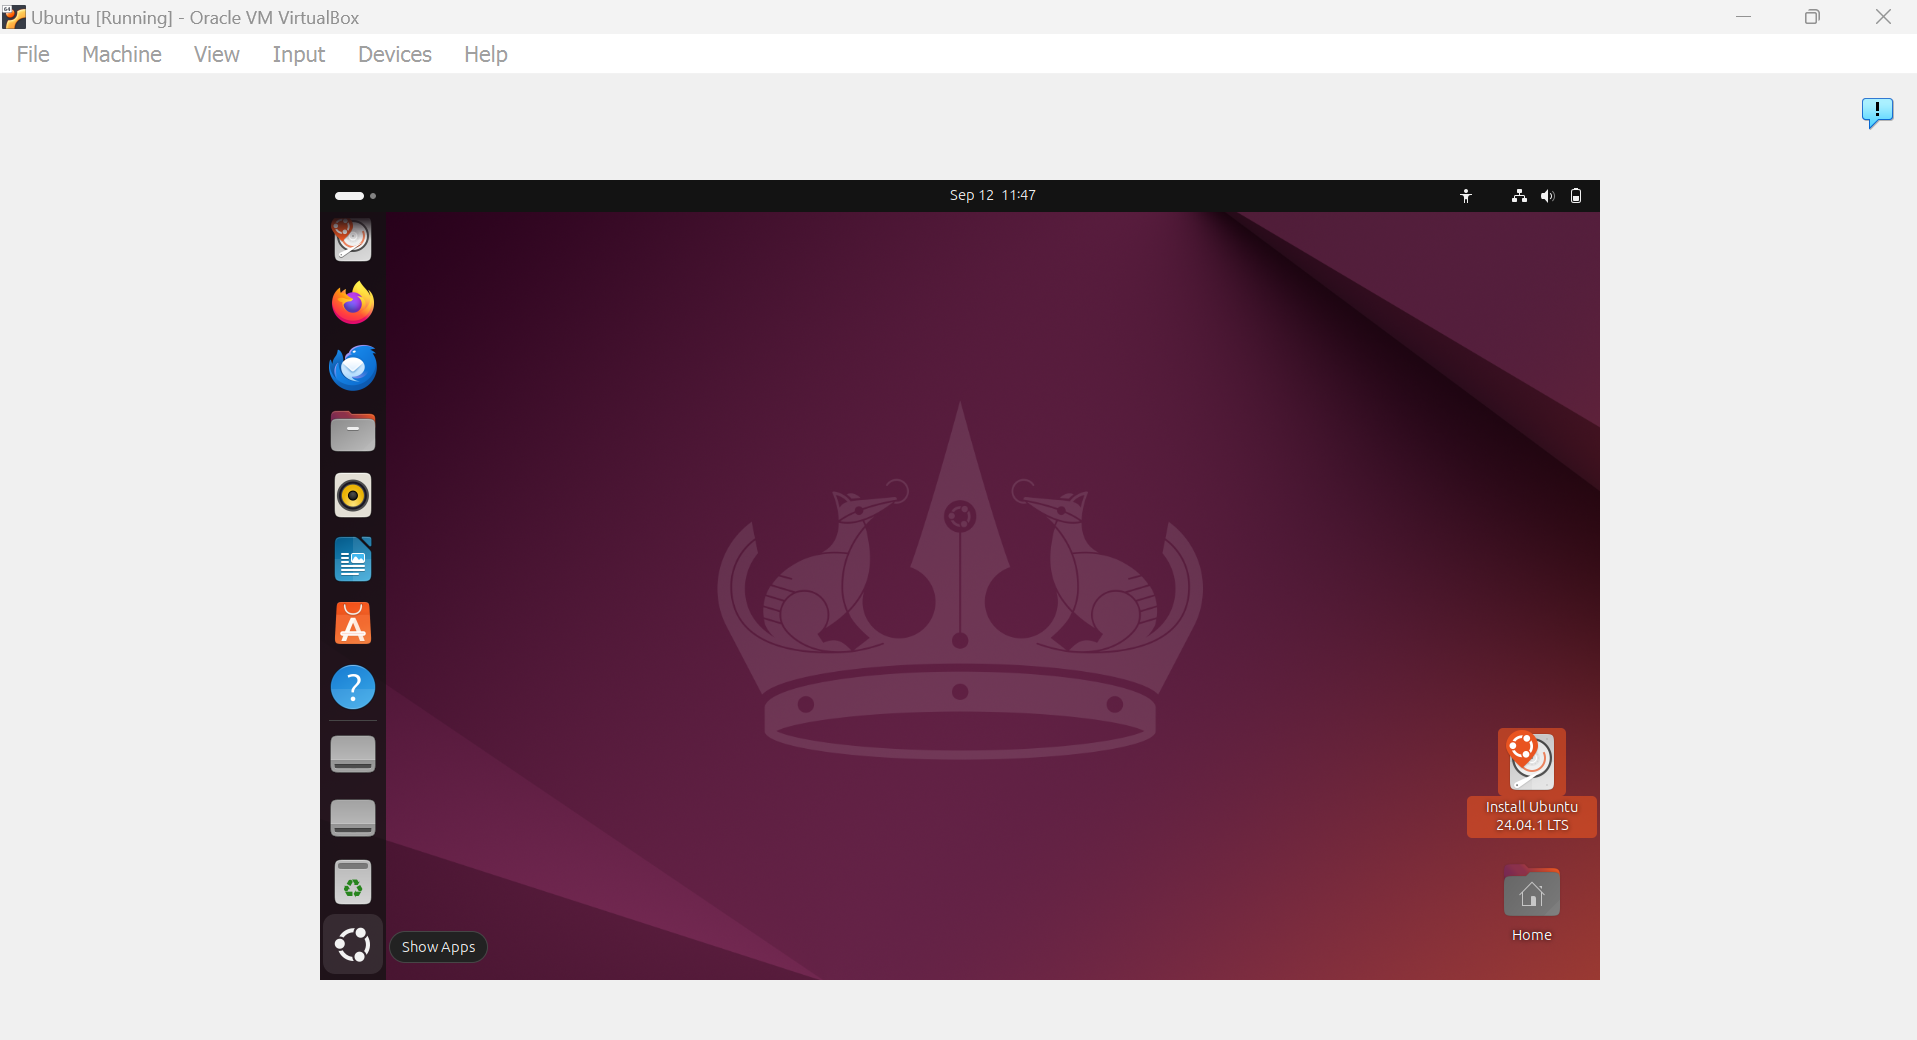 Ubuntu [Running] - Oracle VM VirtualBox
File Machine View Input Devices Help
Sep 12 11:47
Install Ubuntu
24.04.1 LTS
Home
Show Apps